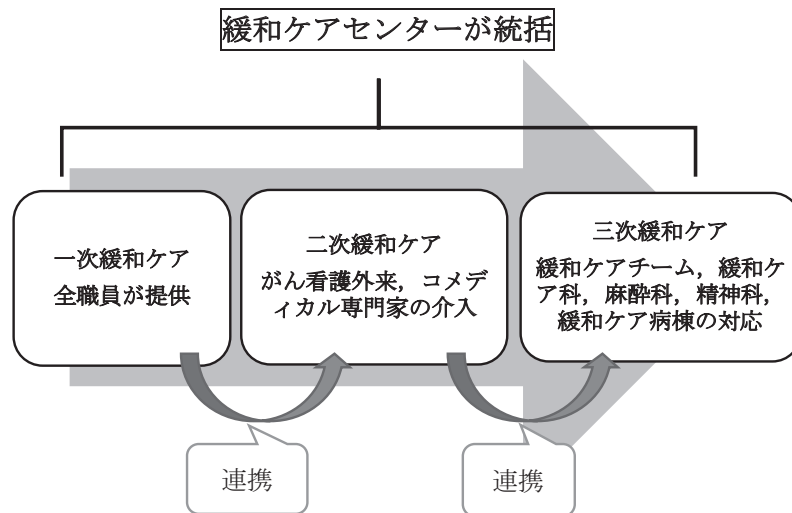 緩和ケアセンターが統括
一次緩和ケア
全職員が提供
二次緩和ケア
がん看護外来，コメデ
ィカル専門家の介入
三次緩和ケア
緩和ケアチーム，緩和ケ
ア科，麻酔科，精神科，
緩和ケア病棟の対応
連携
連携